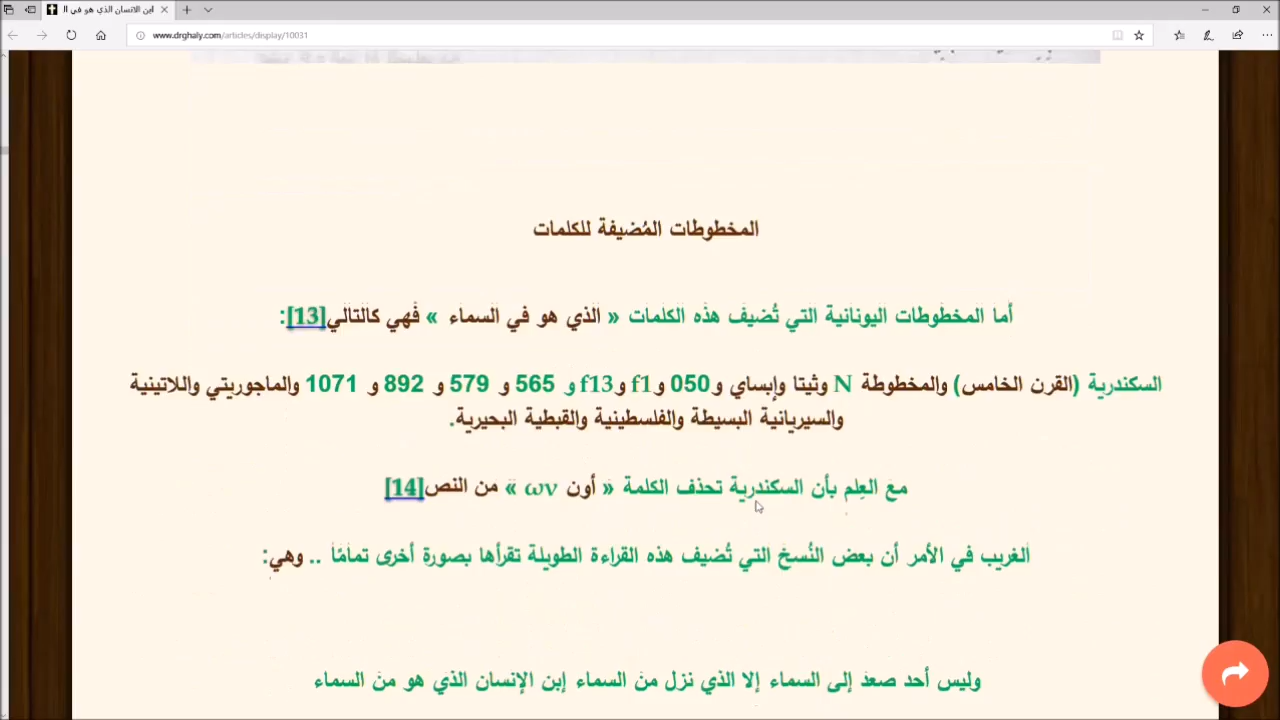 ابن الانسان الذي هو في ال
www.drghaly.com/articles/display/10031
المخطوطات المُضيفة للكلمات
أما المخطوطات اليونانية التي تُضيف هذه الكلمات « الذي هو في السماء » فهي كالتالي[13]:
السكندرية (القرن الخامس) والمخطوطة N وثيتا وإبساي و050 وf1 وf13 و 565 و 579 و 892 و 1071 والماجوريتي واللاتينية
والسيريانية البسيطة والفلسطينية والقبطية البحيرية.
مع العِلم بأن السكندرية تحذف الكلمة « أون ων » من النص[14]
الغريب في الأمر أن بعض النُسخ التي تُضيف هذه القراءة الطويلة تقرأها بصورة أخرى تمامًا .. وهي:
وليس أحد صعد إلى السماء إلا الذي نزل من السماء إبن الإنسان الذي هو من السماء